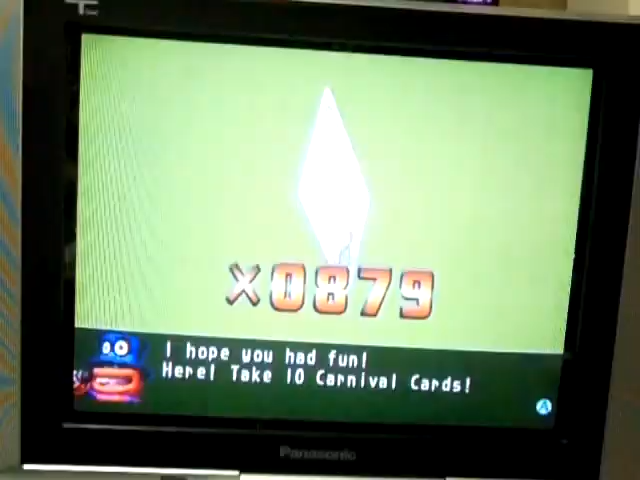 ×0879
I hope you had fun!
Here! Take 10 Carnival Cards!
A
Panasonic